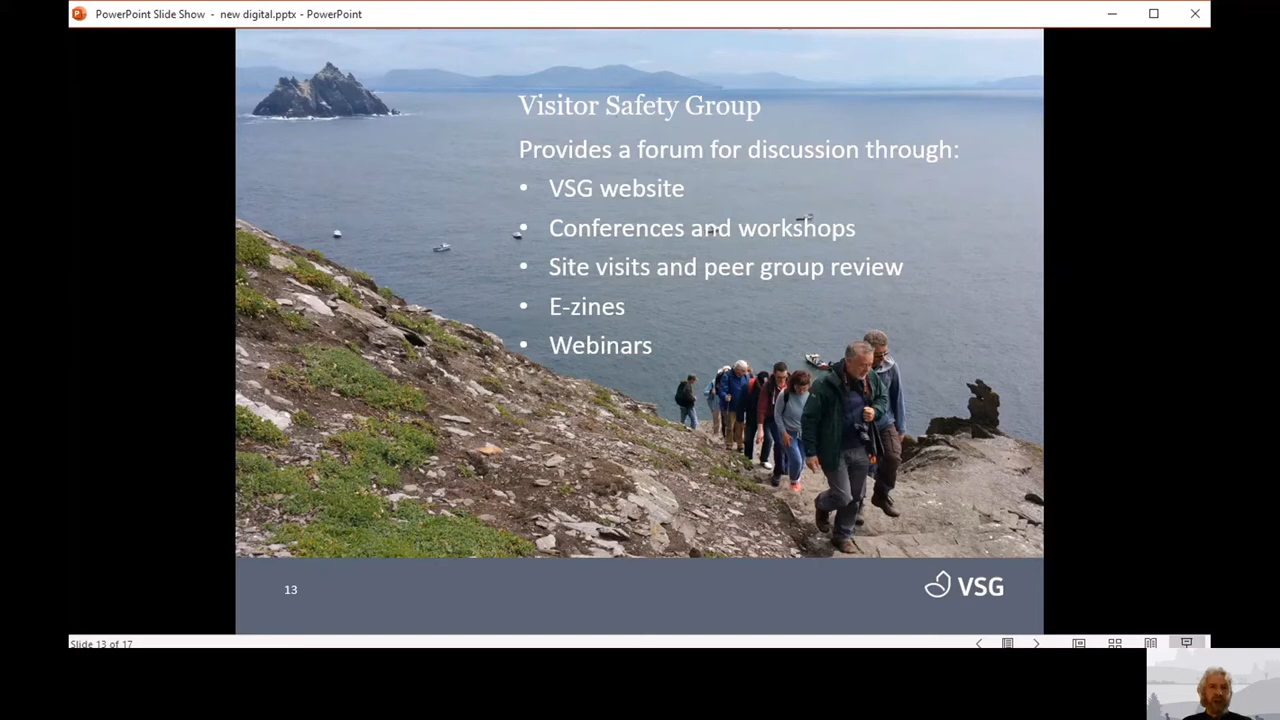 PowerPoint Slide Show - new digital.pptx - PowerPoint
Visitor Safety Group
Provides a forum for discussion through:
• VSG website
• Conferences and workshops
• Site visits and peer group review
• E-zines
• Webinars
13
VSG
Slide 13 of 17